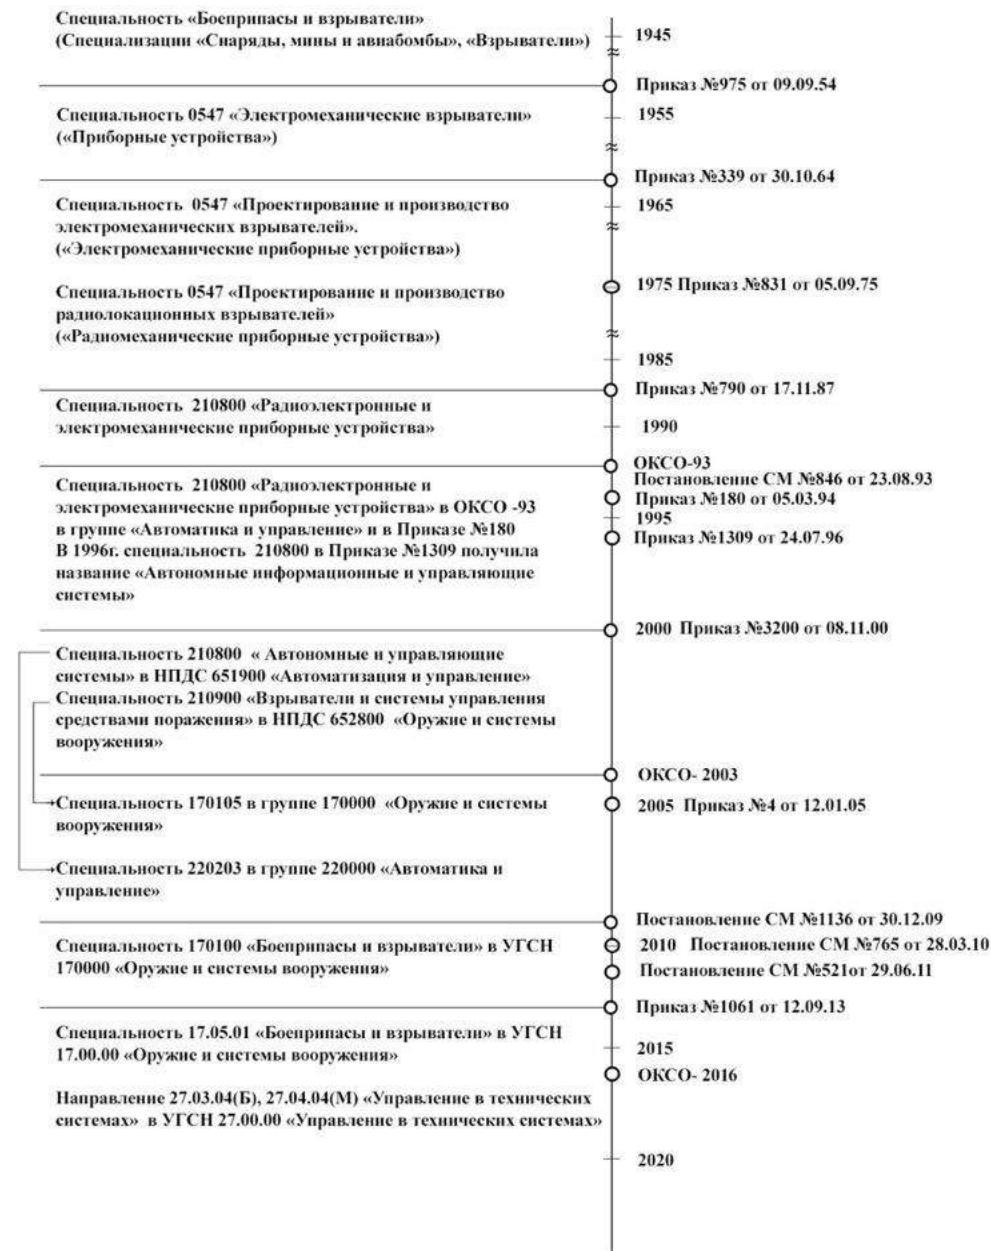 Специальность «Боеприпасы и взрыватели»
(Специализации «Снаряды, мины и авиабомбы», «Взрыватели»)
1945
Приказ №975 от 09.09.54
Специальность 0547 «Электромеханические взрыватели»
(«Приборные устройства»)
1955
Приказ №339 от 30.10.64
Специальность 0547 «Проектирование и производство
электромеханических взрывателей».
(«Электромеханические приборные устройства»)
1965
1975 Приказ №831 от 05.09.75
Специальность 0547 «Проектирование и производство
радиолокационных взрывателей»
(«Радиомеханические приборные устройства»)
1985
Приказ №790 от 17.11.87
Специальность 210800 «Радиоэлектронные и
электромеханические приборные устройства»
1990
ОКСО-93
Постановление СМ №846 от 23.08.93
Приказ №180 от 05.03.94
1995
Приказ №1309 от 24.07.96
Специальность 210800 «Радиоэлектронные и
электромеханические приборные устройства» в ОКСО -93
в группе «Автоматика и управление» и в Приказе №180
В 1996г. специальность 210800 в Приказе №1309 получила
название «Автономные информационные и управляющие
системы»
2000 Приказ №3200 от 08.11.00
Специальность 210800 « Автономные и управляющие
системы» в НПДС 651900 «Автоматизация и управление»
Специальность 210900 «Взрыватели и системы управления
средствами поражения» в НПДС 652800 «Оружие и системы
вооружения»
ОКСО- 2003
Специальность 170105 в группе 170000 «Оружие и системы
вооружения»
2005 Приказ №4 от 12.01.05
Специальность 220203 в группе 220000 «Автоматика и
управление»
Постановление СМ №1136 от 30.12.09
2010 Постановление СМ №765 от 28.03.10
Постановление СМ №521от 29.06.11
Специальность 170100 «Боеприпасы и взрыватели» в УГСН
170000 «Оружие и системы вооружения»
Приказ №1061 от 12.09.13
Специальность 17.05.01 «Боеприпасы и взрыватели» в УГСН
17.00.00 «Оружие и системы вооружения»
2015
ОКСО- 2016
Направление 27.03.04(Б), 27.04.04(М) «Управление в технических
системах» в УГСН 27.00.00 «Управление в технических системах»
2020